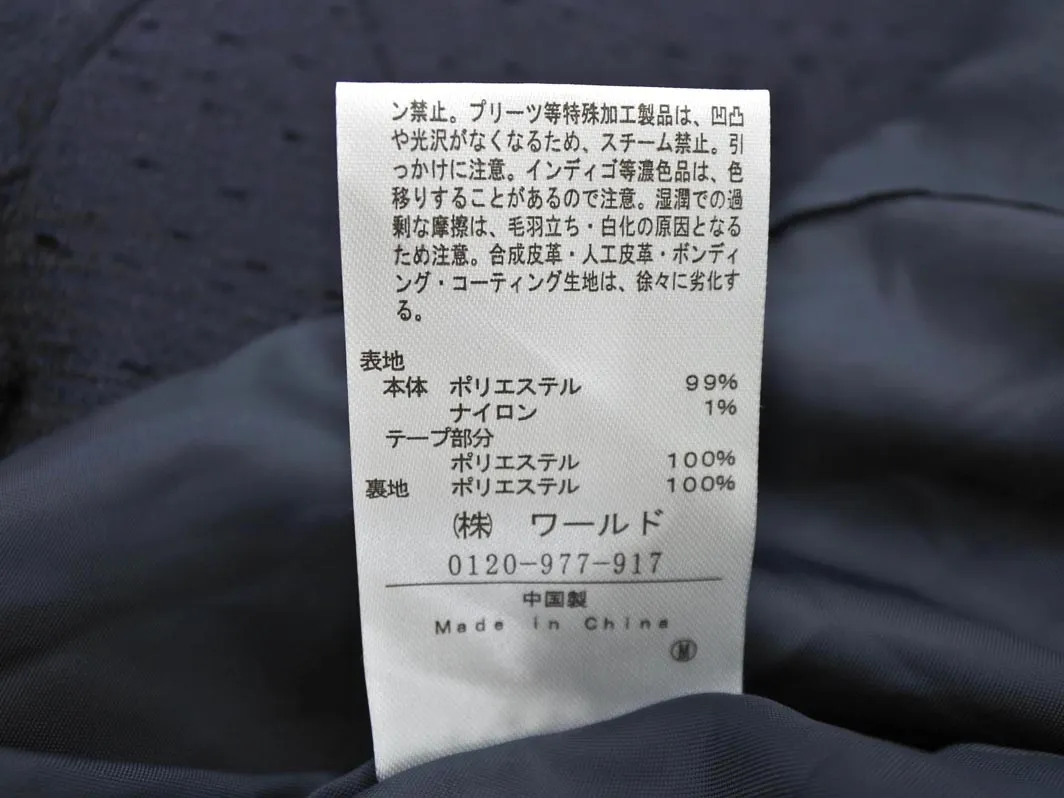 ン禁止。プリーツ等特殊加工製品は、凹凸
や光沢がなくなるため、スチーム禁止。引
っかけに注意。インディゴ等濃色品は、色
移りすることがあるので注意。湿潤での過
剰な摩擦は、毛羽立ち・白化の原因となる
ため注意。合成皮革・人工皮革・ボンディ
ング・コーティング生地は、徐々に劣化す
る。
表地
本体 ポリエステル 99%
ナイロン 1%
テープ部分
ポリエステル 100%
裏地 ポリエステル 100%
(株) ワールド
0120-977-917
中国製
Made in China
Ⓜ